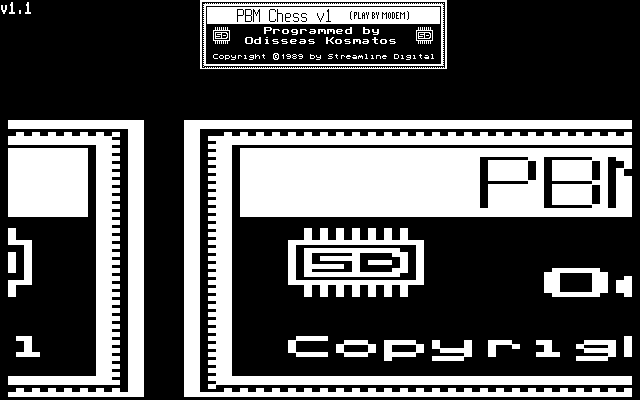 v1.1
PBM Chess v1 (PLAY BY MODEM)
SD Programmed by SD
Odisseas Kosmatos
Copyright ©1989 by Streamline Digital
PBM
SD
Copyrig